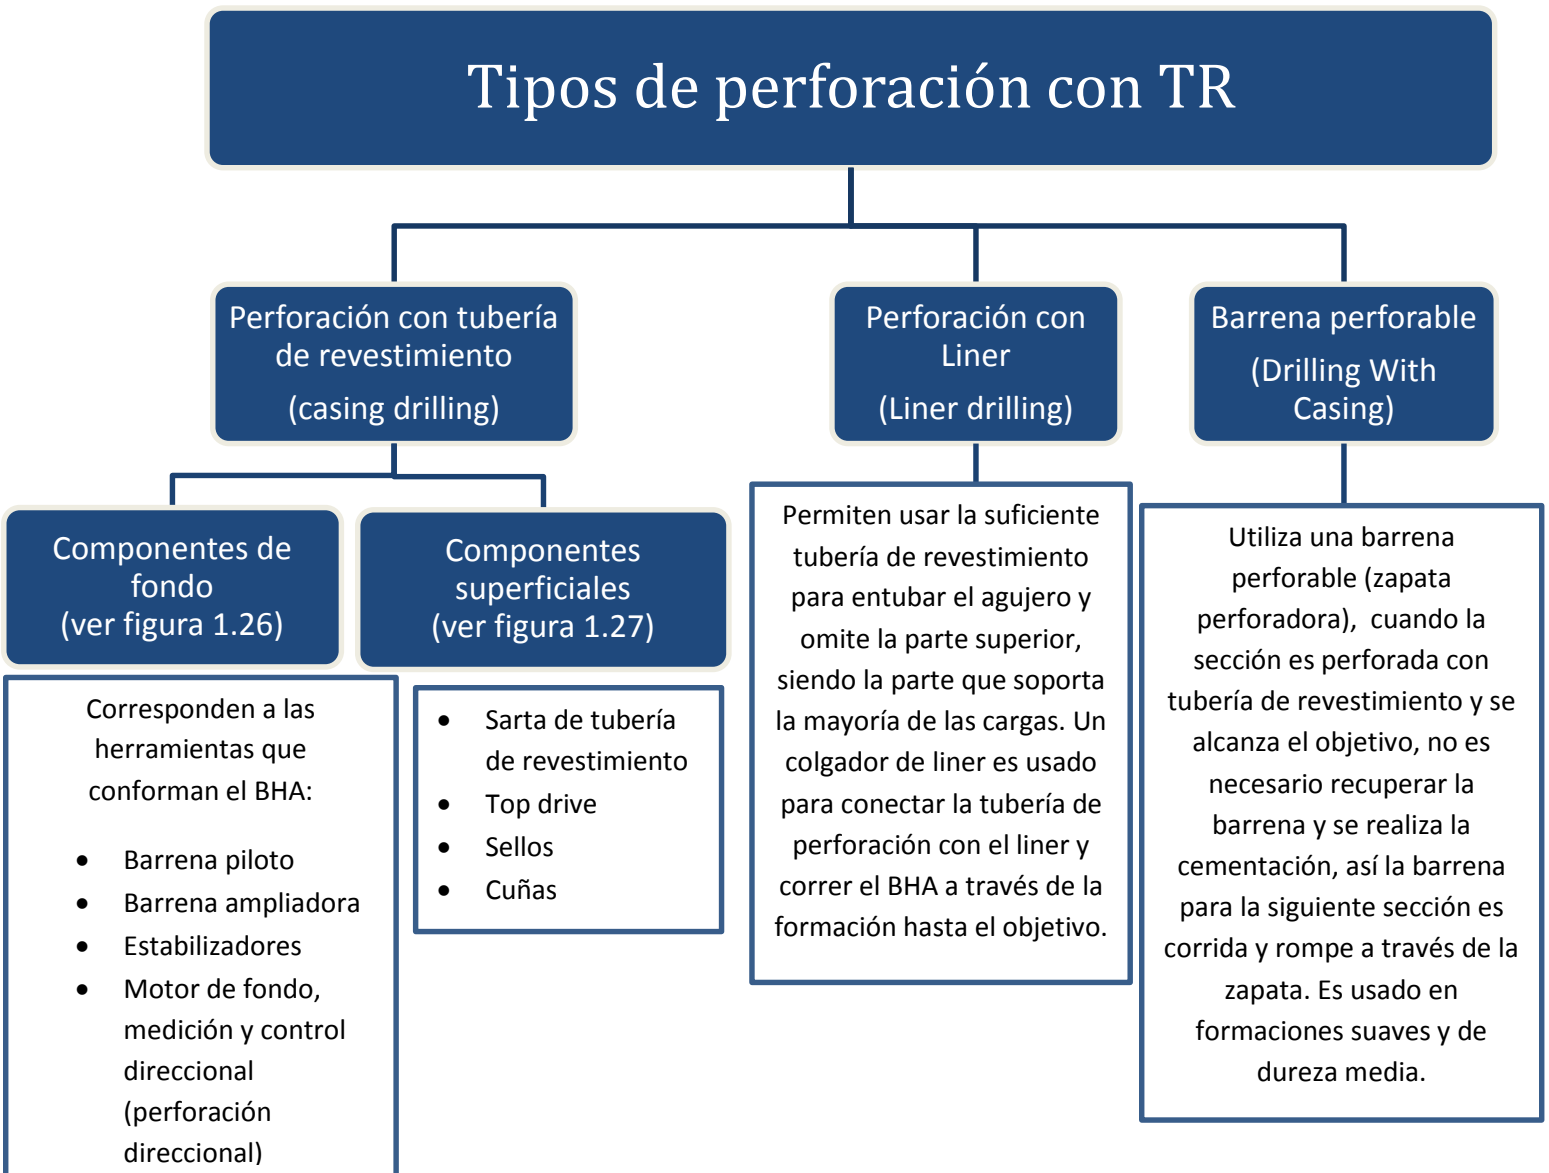 Tipos de perforación con TR
Perforación con tubería
de revestimiento
(casing drilling)
Perforación con
Liner
(Liner drilling)
Barrena perforable
(Drilling With
Casing)
Componentes de
fondo
(ver figura 1.26)
Componentes
superficiales
(ver figura 1.27)
Corresponden a las
herramientas que
conforman el BHA:
• Barrena piloto
• Barrena ampliadora
• Estabilizadores
• Motor de fondo,
medición y control
direccional
(perforación
direccional)
• Sarta de tubería
de revestimiento
• Top drive
• Sellos
• Cuñas
Permiten usar la suficiente
tubería de revestimiento
para entubar el agujero y
omite la parte superior,
siendo la parte que soporta
la mayoría de las cargas. Un
colgador de liner es usado
para conectar la tubería de
perforación con el liner y
correr el BHA a través de la
formación hasta el objetivo.
Utiliza una barrena
perforable (zapata
perforadora), cuando la
sección es perforada con
tubería de revestimiento y se
alcanza el objetivo, no es
necesario recuperar la
barrena y se realiza la
cementación, así la barrena
para la siguiente sección es
corrida y rompe a través de la
zapata. Es usado en
formaciones suaves y de
dureza media.